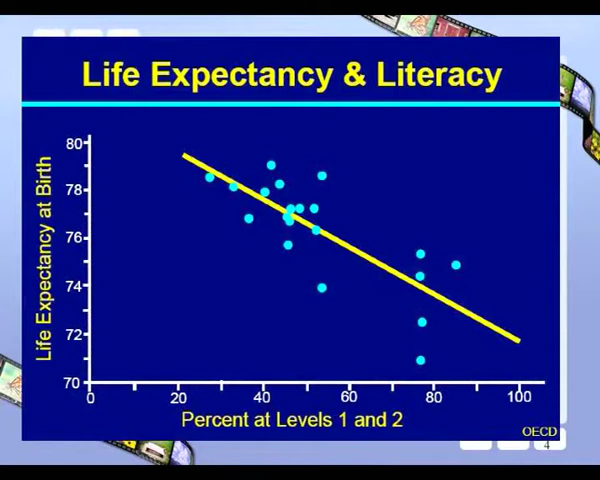 Life Expectancy & Literacy
Life Expectancy at Birth
80
78
76
74
72
70
0 20 40 60 80 100
Percent at Levels 1 and 2
OECD
4